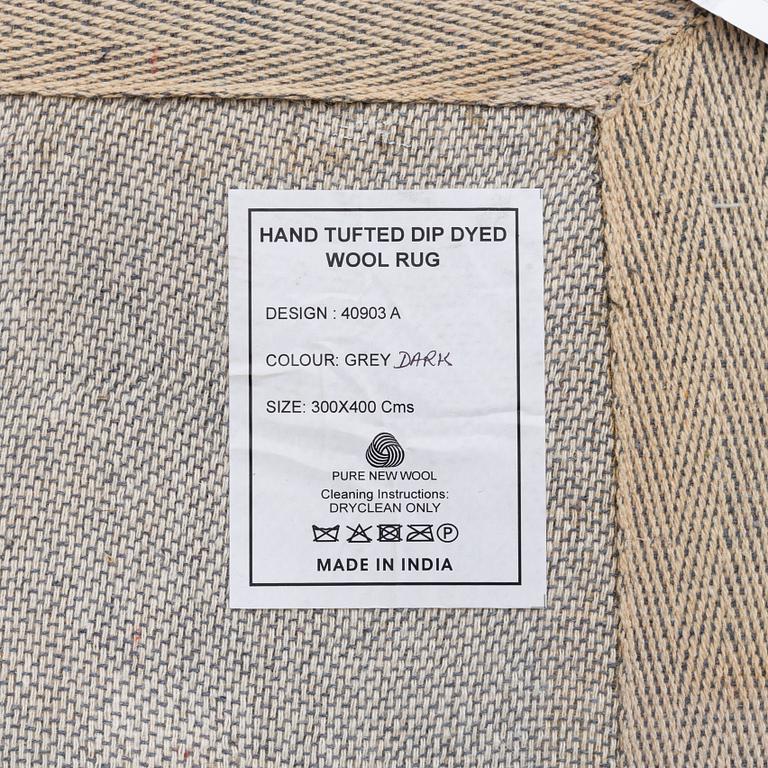 HAND TUFTED DIP DYED
WOOL RUG
DESIGN : 40903 A
COLOUR: GREY DARK
SIZE: 300X400 Cms
PURE NEW WOOL
Cleaning Instructions:
DRYCLEAN ONLY
P
MADE IN INDIA